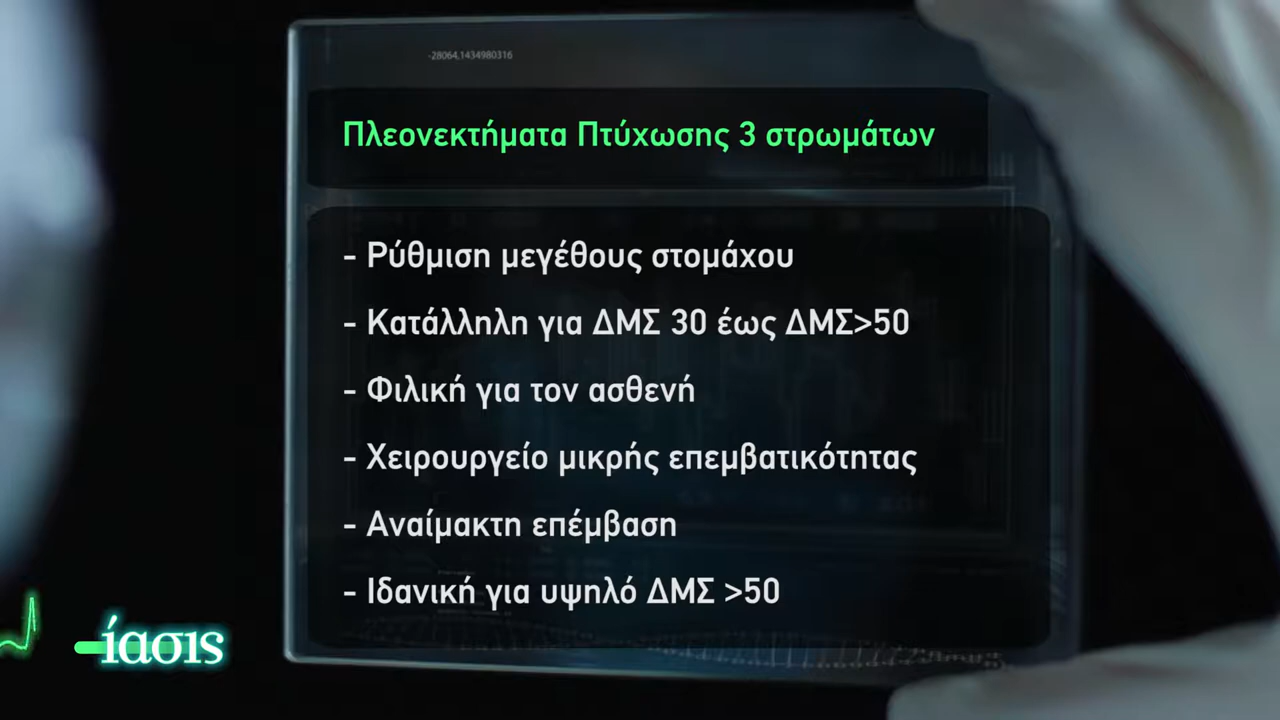 -28064,1434980316
Πλεονεκτήματα Πτύχωσης 3 στρωμάτων
- Ρύθμιση μεγέθους στομάχου
- Κατάλληλη για ΔΜΣ 30 έως ΔΜΣ>50
- Φιλική για τον ασθενή
- Χειρουργείο μικρής επεμβατικότητας
- Αναίμακτη επέμβαση
- Ιδανική για υψηλό ΔΜΣ >50
ίασις